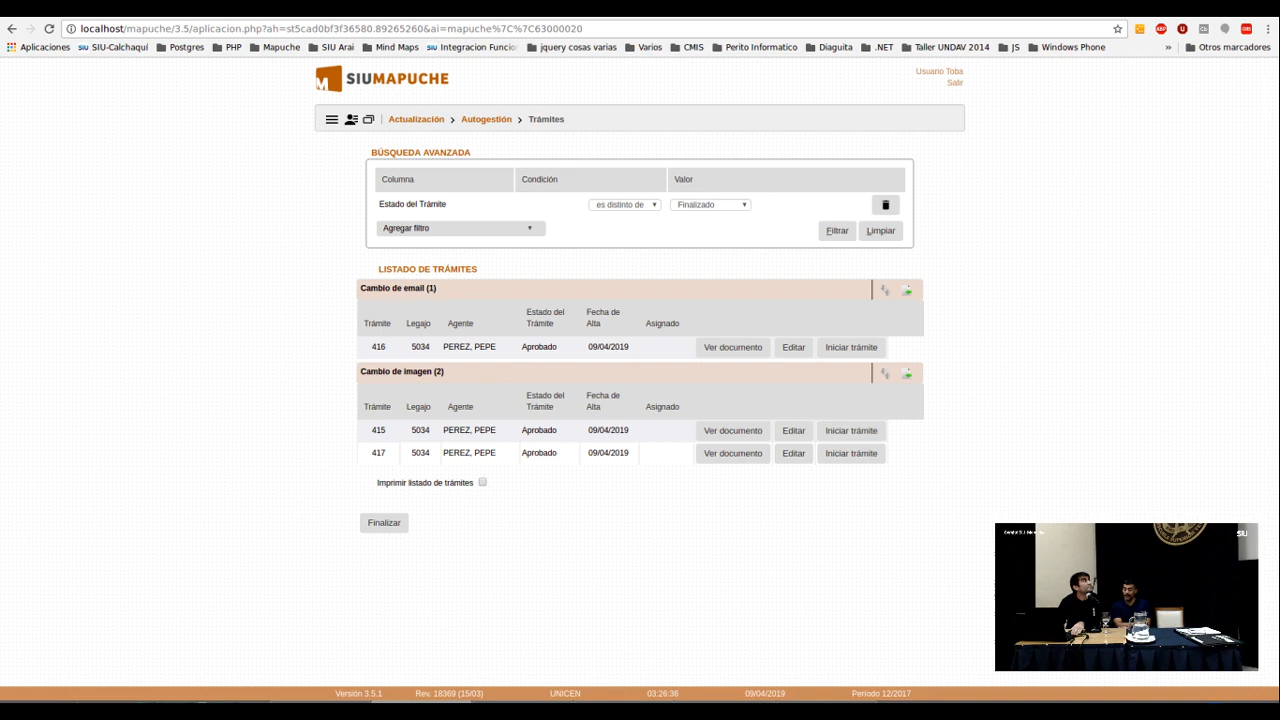 localhost/mapuche/3.5/aplicacion.php?ah=st5cad0bf3f36580.89265260&ai=mapuche%7C%7C63000020
Aplicaciones SIU-Calchaquí Postgres PHP Mapuche SIU Arai Mind Maps Integracion Funcio jquery cosas varias Varios CMIS Perito Informatico Diaguita .NET Taller UNDAV 2014 JS Windows Phone » Otros marcadores
SIUMAPUCHE
Usuario Toba
Salir
Actualización > Autogestión > Trámites
BÚSQUEDA AVANZADA
Columna Condición Valor
Estado del Trámite es distinto de Finalizado
Agregar filtro Filtrar Limpiar
LISTADO DE TRÁMITES
Cambio de email (1)
Trámite Legajo Agente Estado del Trámite Fecha de Alta Asignado
416 5034 PEREZ, PEPE Aprobado 09/04/2019 Ver documento Editar Iniciar trámite
Cambio de imagen (2)
Trámite Legajo Agente Estado del Trámite Fecha de Alta Asignado
415 5034 PEREZ, PEPE Aprobado 09/04/2019 Ver documento Editar Iniciar trámite
417 5034 PEREZ, PEPE Aprobado 09/04/2019 Ver documento Editar Iniciar trámite
Imprimir listado de trámites
Finalizar
SIU
Versión 3.5.1 Rev. 18369 (15/03) UNICEN 03:26:36 09/04/2019 Período 12/2017